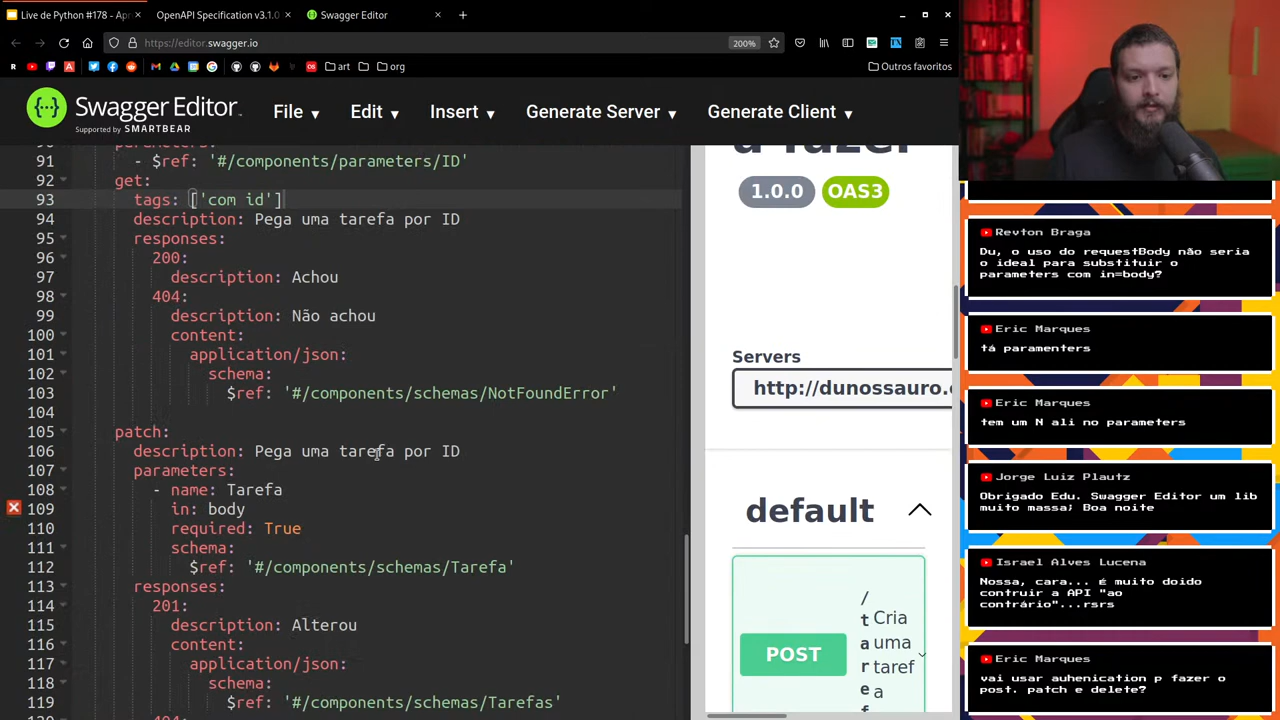 Live de Python #178 - Apr
OpenAPI Specification v3.1.0
Swagger Editor
https://editor.swagger.io
200%
art
org
Outros favoritos
Swagger Editor
Supported by SMARTBEAR
File
Edit
Insert
Generate Server
Generate Client
91 - $ref: '#/components/parameters/ID'
92 get:
93 tags: ['com id']
94 description: Pega uma tarefa por ID
95 responses:
96 200:
97 description: Achou
98 404:
99 description: Não achou
100 content:
101 application/json:
102 schema:
103 $ref: '#/components/schemas/NotFoundError'
104
105 patch:
106 description: Pega uma tarefa por ID
107 parameters:
108 - name: Tarefa
109 in: body
110 required: True
111 schema:
112 $ref: '#/components/schemas/Tarefa'
113 responses:
114 201:
115 description: Alterou
116 content:
117 application/json:
118 schema:
119 $ref: '#/components/schemas/Tarefas'
a fazer
1.0.0
OAS3
Servers
http://dunossauro.
default
POST
/
t
a
r
e
f
Cria
uma
taref
a
Revton Braga
Du, o uso do requestBody não seria
o ideal para substituir o
parameters com in=body?
Eric Marques
tá paramenters
Eric Marques
tem um N ali no parameters
Jorge Luiz Plautz
Obrigado Edu. Swagger Editor um lib
muito massa; Boa noite
Israel Alves Lucena
Nossa, cara... é muito doido
contruir a API "ao
contrário"...rsrs
Eric Marques
vai usar auhenication p fazer o
post. patch e delete?